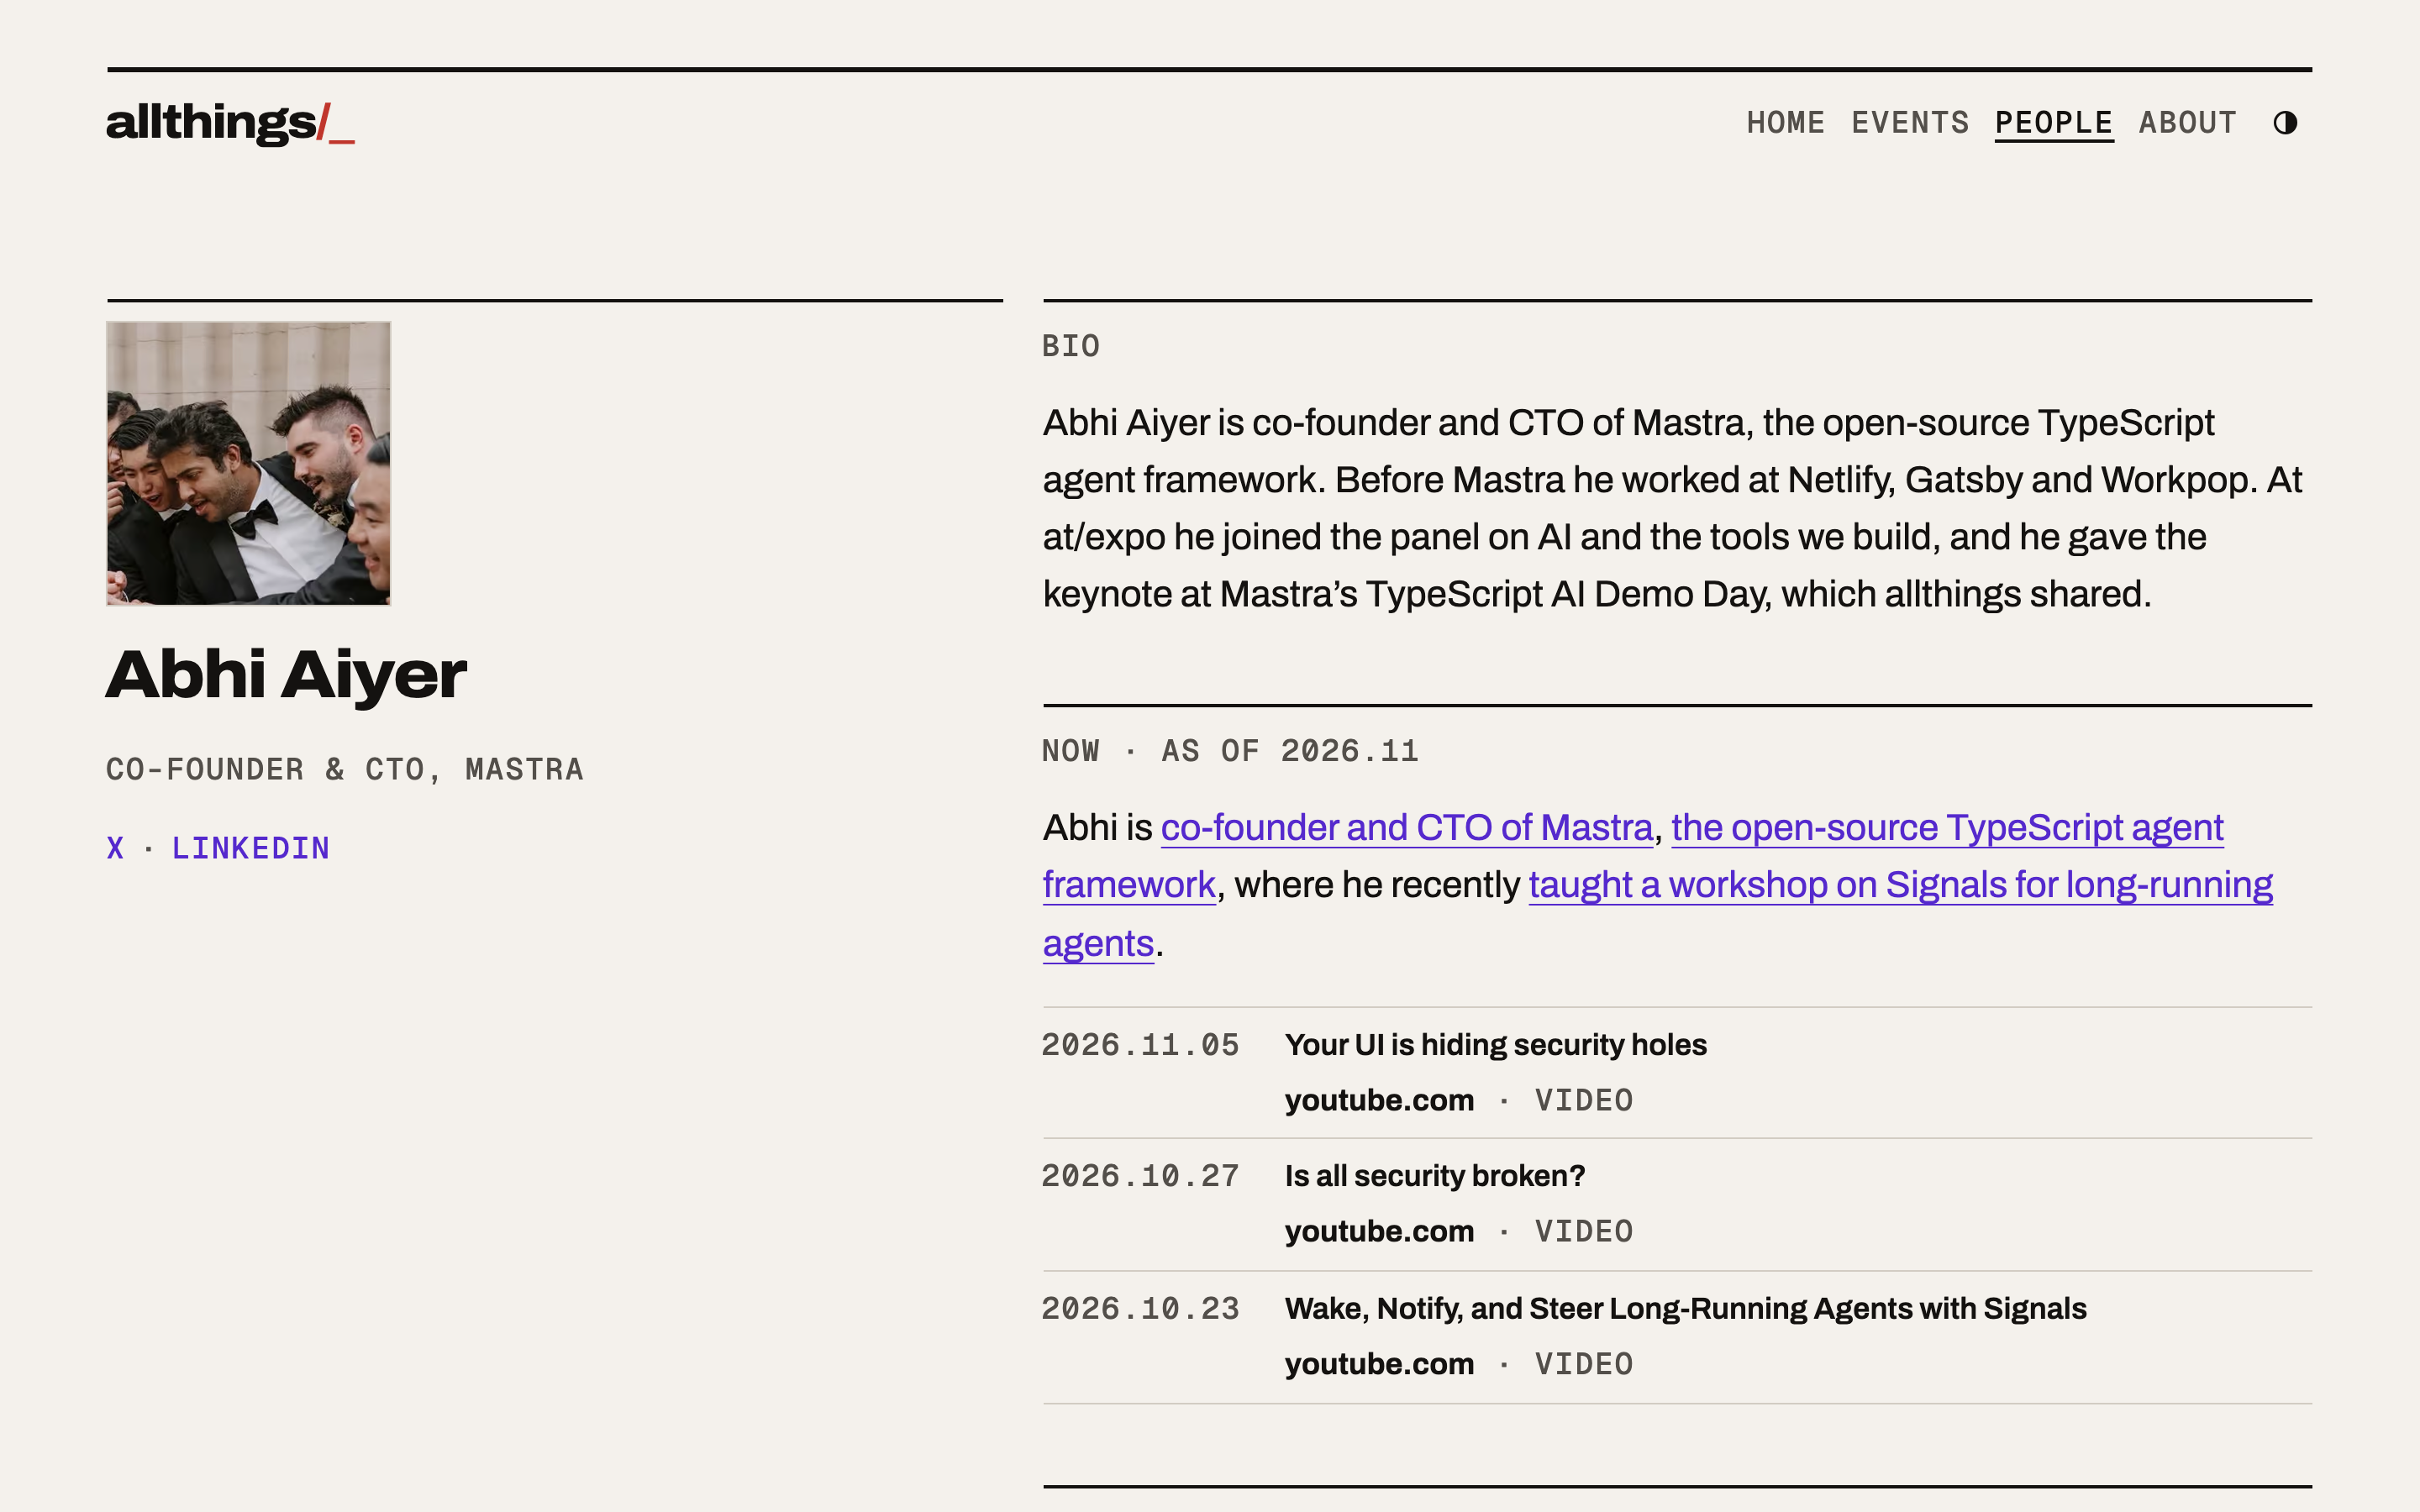 allthings/_
HOME EVENTS PEOPLE ABOUT
Abhi Aiyer
CO-FOUNDER & CTO, MASTRA
X · LINKEDIN
BIO
Abhi Aiyer is co-founder and CTO of Mastra, the open-source TypeScript
agent framework. Before Mastra he worked at Netlify, Gatsby and Workpop. At
at/expo he joined the panel on AI and the tools we build, and he gave the
keynote at Mastra’s TypeScript AI Demo Day, which allthings shared.
NOW · AS OF 2026.11
Abhi is co-founder and CTO of Mastra, the open-source TypeScript agent
framework, where he recently taught a workshop on Signals for long-running
agents.
2026.11.05 Your UI is hiding security holes
youtube.com · VIDEO
2026.10.27 Is all security broken?
youtube.com · VIDEO
2026.10.23 Wake, Notify, and Steer Long-Running Agents with Signals
youtube.com · VIDEO